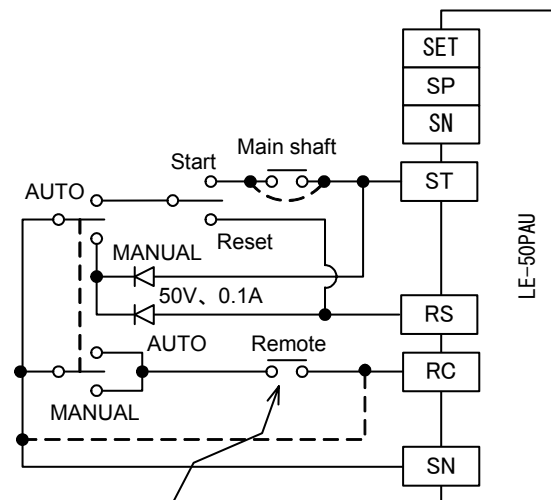 SET
SP
SN
Main shaft
Start
ST
AUTO
Reset
MANUAL
50V、0.1A
LE-50PAU
RS
AUTO
Remote
RC
MANUAL
SN